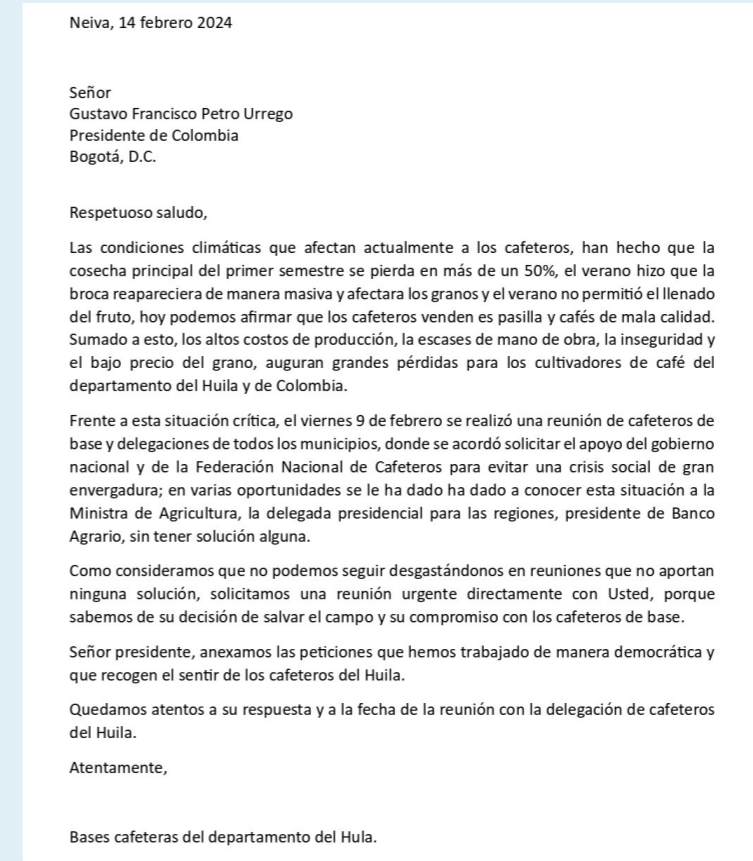 Neiva, 14 febrero 2024
Señor
Gustavo Francisco Petro Urrego
Presidente de Colombia
Bogotá, D.C.
Respetuoso saludo,
Las condiciones climáticas que afectan actualmente a los cafeteros, han hecho que la
cosecha principal del primer semestre se pierda en más de un 50%, el verano hizo que la
broca reapareciera de manera masiva y afectara los granos y el verano no permitió el llenado
del fruto, hoy podemos afirmar que los cafeteros venden es pasilla y cafés de mala calidad.
Sumado a esto, los altos costos de producción, la escases de mano de obra, la inseguridad y
el bajo precio del grano, auguran grandes pérdidas para los cultivadores de café del
departamento del Huila y de Colombia.
Frente a esta situación crítica, el viernes 9 de febrero se realizó una reunión de cafeteros de
base y delegaciones de todos los municipios, donde se acordó solicitar el apoyo del gobierno
nacional y de la Federación Nacional de Cafeteros para evitar una crisis social de gran
envergadura; en varias oportunidades se le ha dado ha dado a conocer esta situación a la
Ministra de Agricultura, la delegada presidencial para las regiones, presidente de Banco
Agrario, sin tener solución alguna.
Como consideramos que no podemos seguir desgastándonos en reuniones que no aportan
ninguna solución, solicitamos una reunión urgente directamente con Usted, porque
sabemos de su decisión de salvar el campo y su compromiso con los cafeteros de base.
Señor presidente, anexamos las peticiones que hemos trabajado de manera democrática y
que recogen el sentir de los cafeteros del Huila.
Quedamos atentos a su respuesta y a la fecha de la reunión con la delegación de cafeteros
del Huila.
Atentamente,
Bases cafeteras del departamento del Hula.